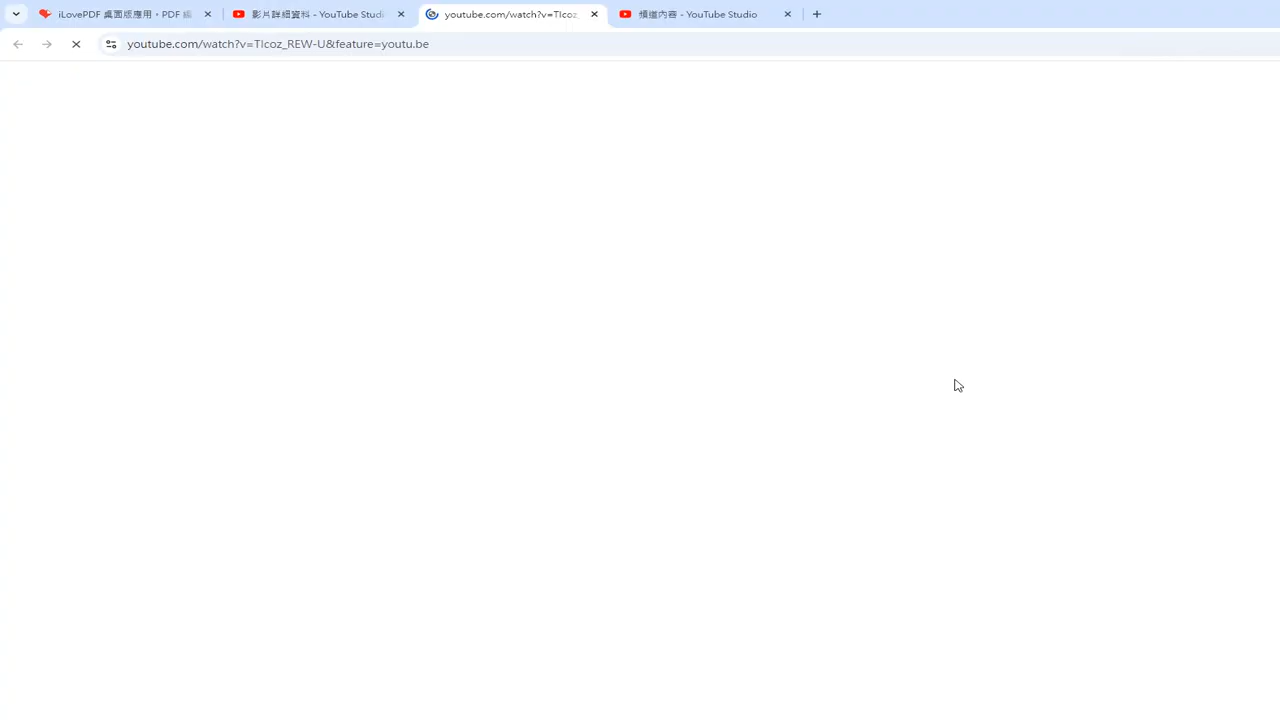 iLovePDF 桌面版應用，PDF 編
影片詳細資料 - YouTube Studi
youtube.com/watch?v=TIcoz_
頻道內容 - YouTube Studio
youtube.com/watch?v=TIcoz_REW-U&feature=youtu.be